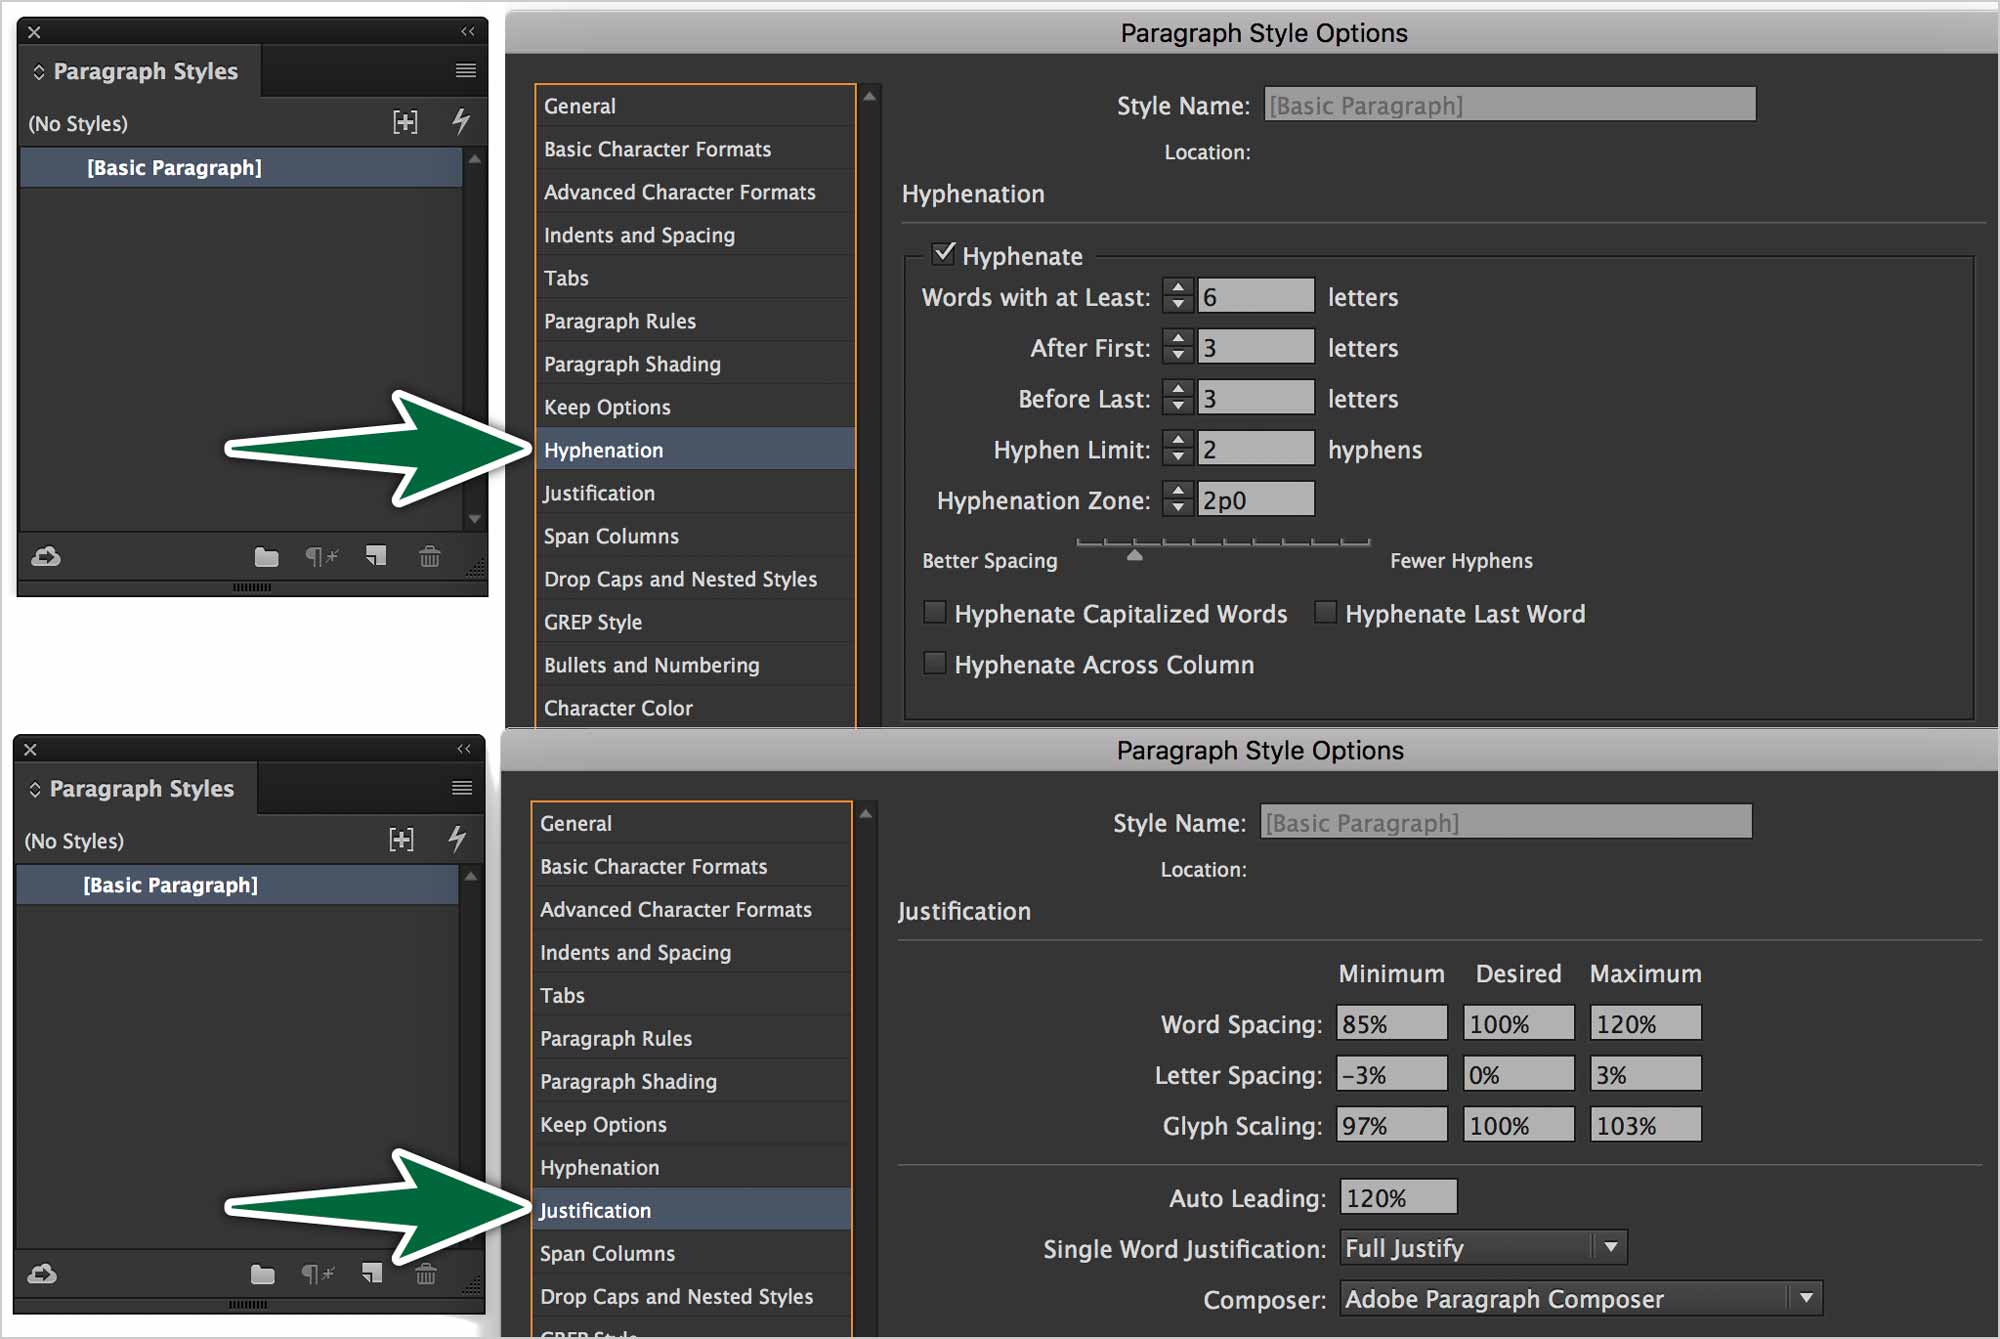 Paragraph Styles
(No Styles)
[Basic Paragraph]
Paragraph Style Options
General
Basic Character Formats
Advanced Character Formats
Indents and Spacing
Tabs
Paragraph Rules
Paragraph Shading
Keep Options
Hyphenation
Justification
Span Columns
Drop Caps and Nested Styles
GREP Style
Bullets and Numbering
Character Color
Style Name: [Basic Paragraph]
Location:
Hyphenation
Hyphenate
Words with at Least: 6 letters
After First: 3 letters
Before Last: 3 letters
Hyphen Limit: 2 hyphens
Hyphenation Zone: 2p0
Better Spacing Fewer Hyphens
Hyphenate Capitalized Words Hyphenate Last Word
Hyphenate Across Column
Paragraph Styles
(No Styles)
[Basic Paragraph]
Paragraph Style Options
General
Basic Character Formats
Advanced Character Formats
Indents and Spacing
Tabs
Paragraph Rules
Paragraph Shading
Keep Options
Hyphenation
Justification
Span Columns
Drop Caps and Nested Styles
GREP Style
Style Name: [Basic Paragraph]
Location:
Justification
Minimum Desired Maximum
Word Spacing: 85% 100% 120%
Letter Spacing: -3% 0% 3%
Glyph Scaling: 97% 100% 103%
Auto Leading: 120%
Single Word Justification: Full Justify
Composer: Adobe Paragraph Composer